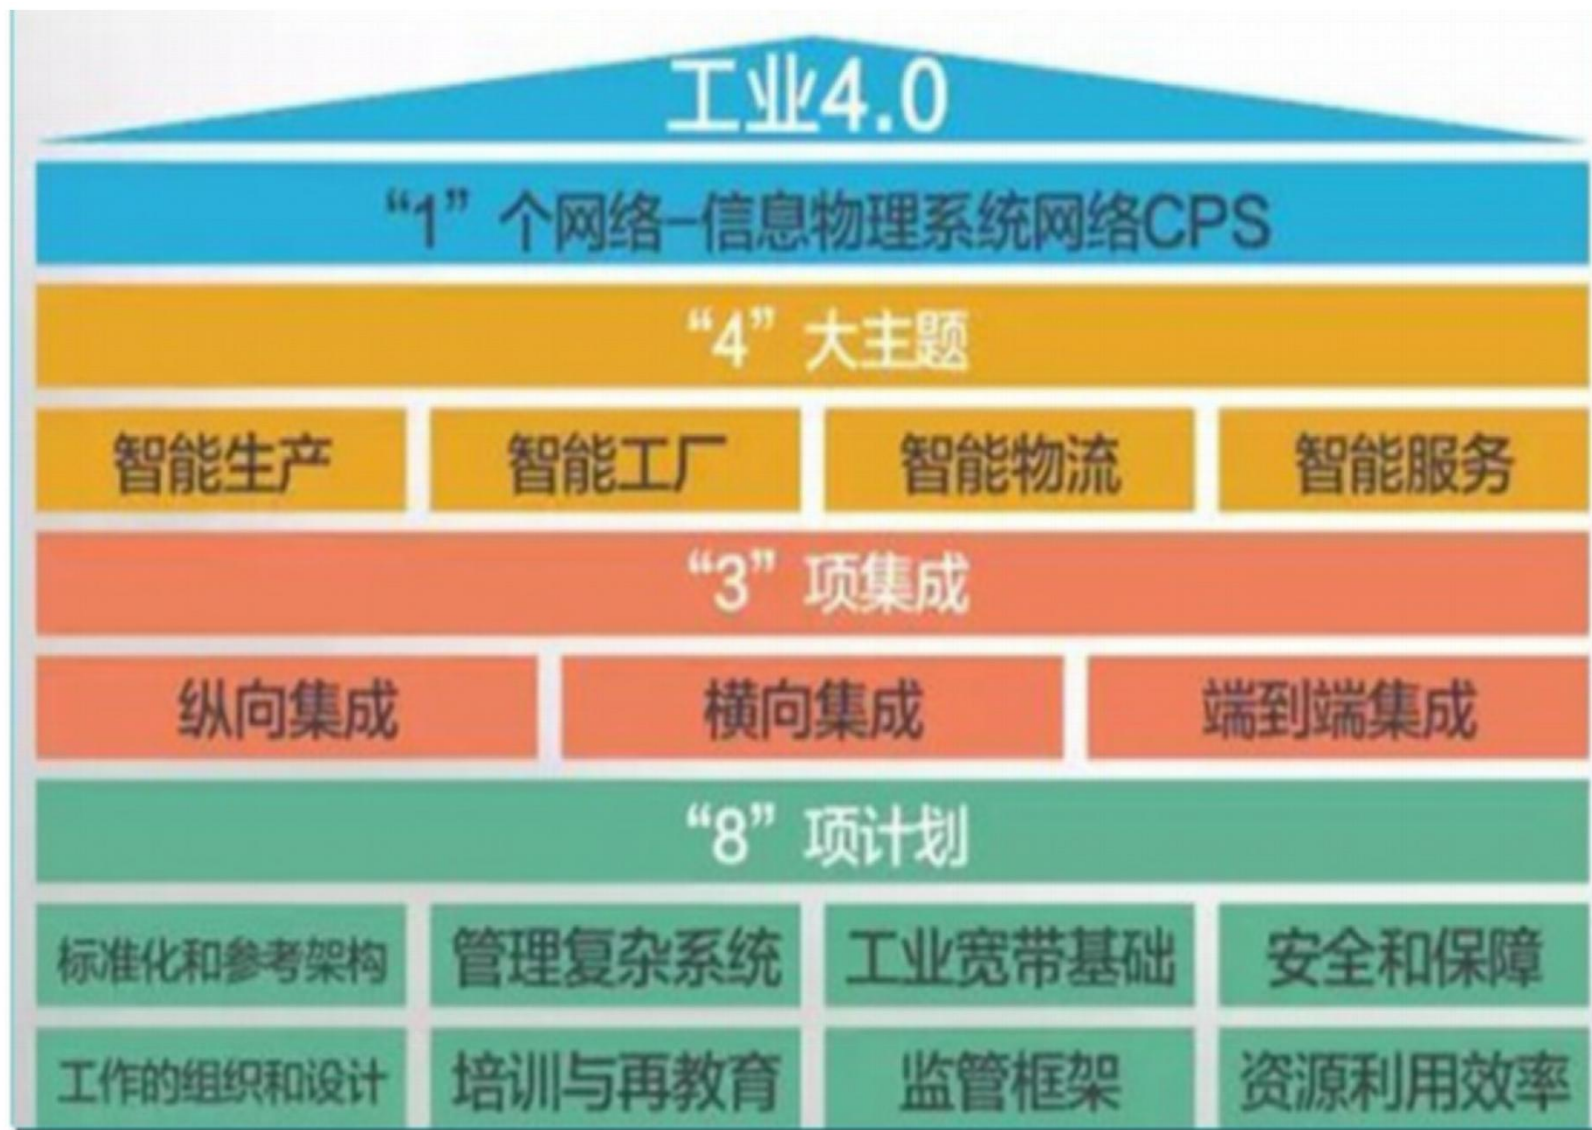 工业4.0
“1”个网络-信息物理系统网络CPS
“4”大主题
智能生产 智能工厂 智能物流 智能服务
“3”项集成
纵向集成 横向集成 端到端集成
“8”项计划
标准化和参考架构 管理复杂系统 工业宽带基础 安全和保障
工作的组织和设计 培训与再教育 监管框架 资源利用效率